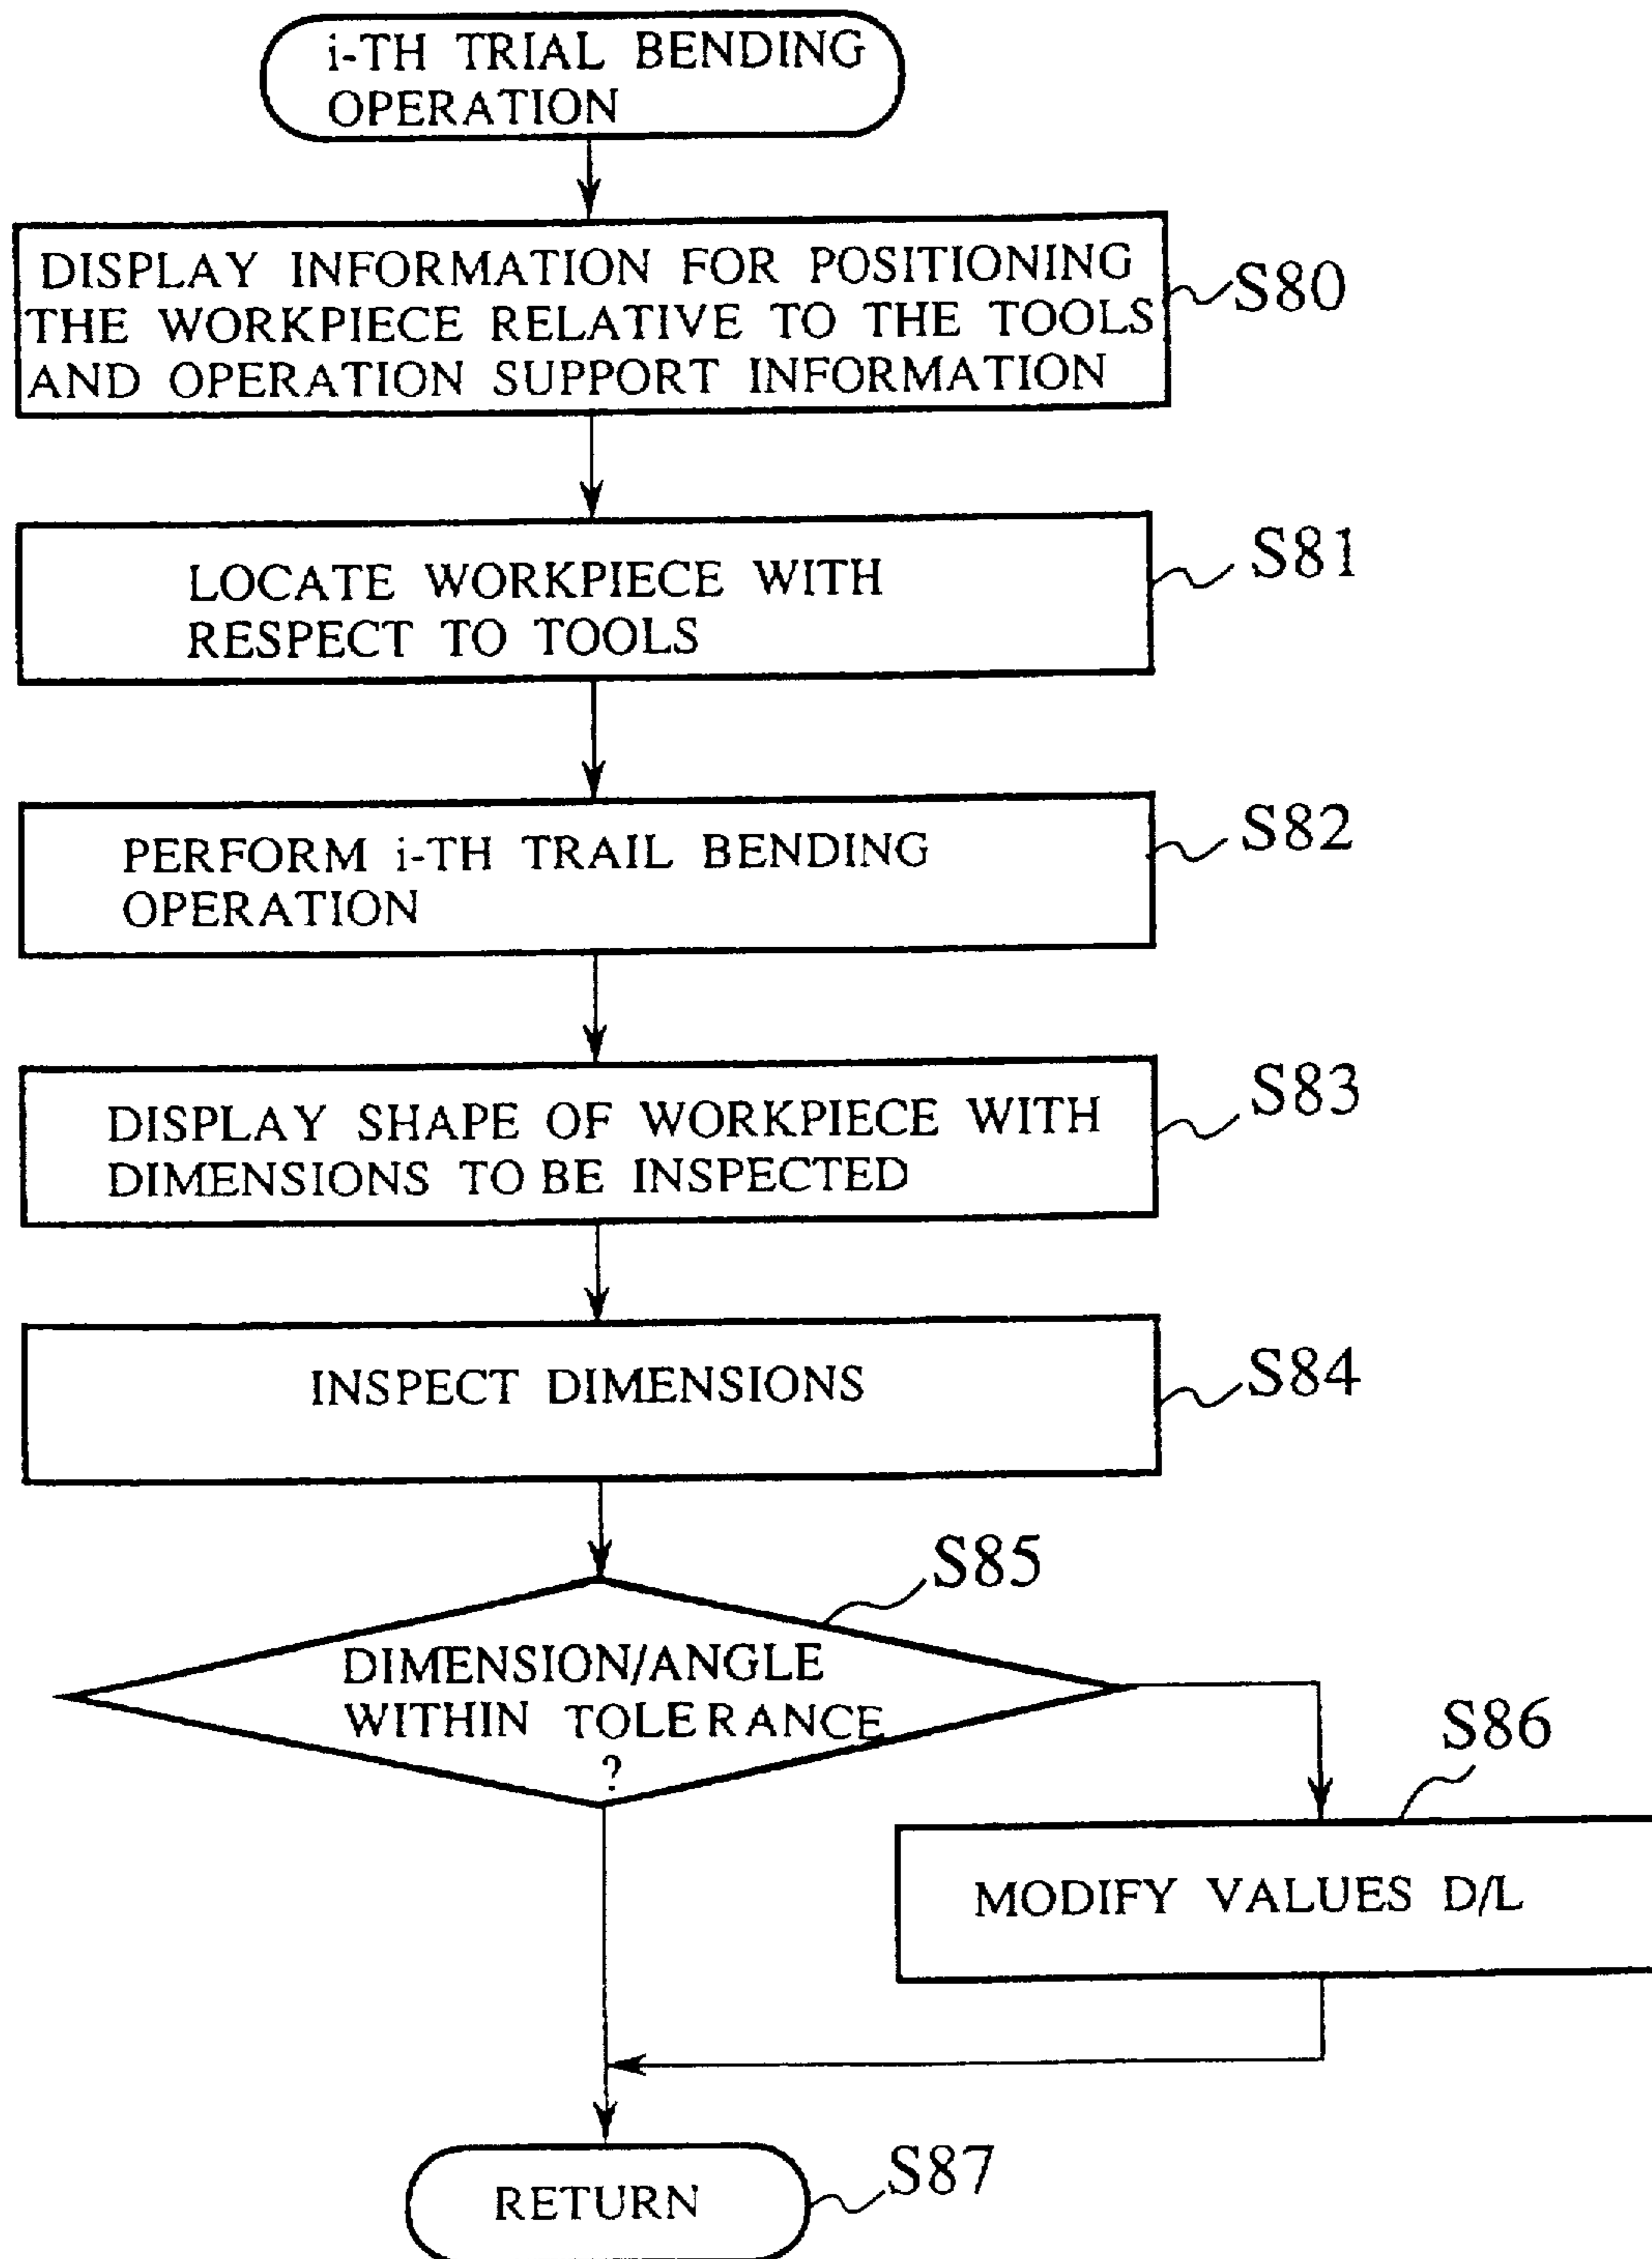 i-TH TRIAL BENDING
OPERATION
DISPLAY INFORMATION FOR POSITIONING
THE WORKPIECE RELATIVE TO THE TOOLS
AND OPERATION SUPPORT INFORMATION
S80
LOCATE WORKPIECE WITH
RESPECT TO TOOLS
S81
PERFORM i-TH TRAIL BENDING
OPERATION
S82
DISPLAY SHAPE OF WORKPIECE WITH
DIMENSIONS TO BE INSPECTED
S83
INSPECT DIMENSIONS
S84
S85
DIMENSION/ANGLE
WITHIN TOLERANCE
?
S86
MODIFY VALUES D/L
RETURN
S87